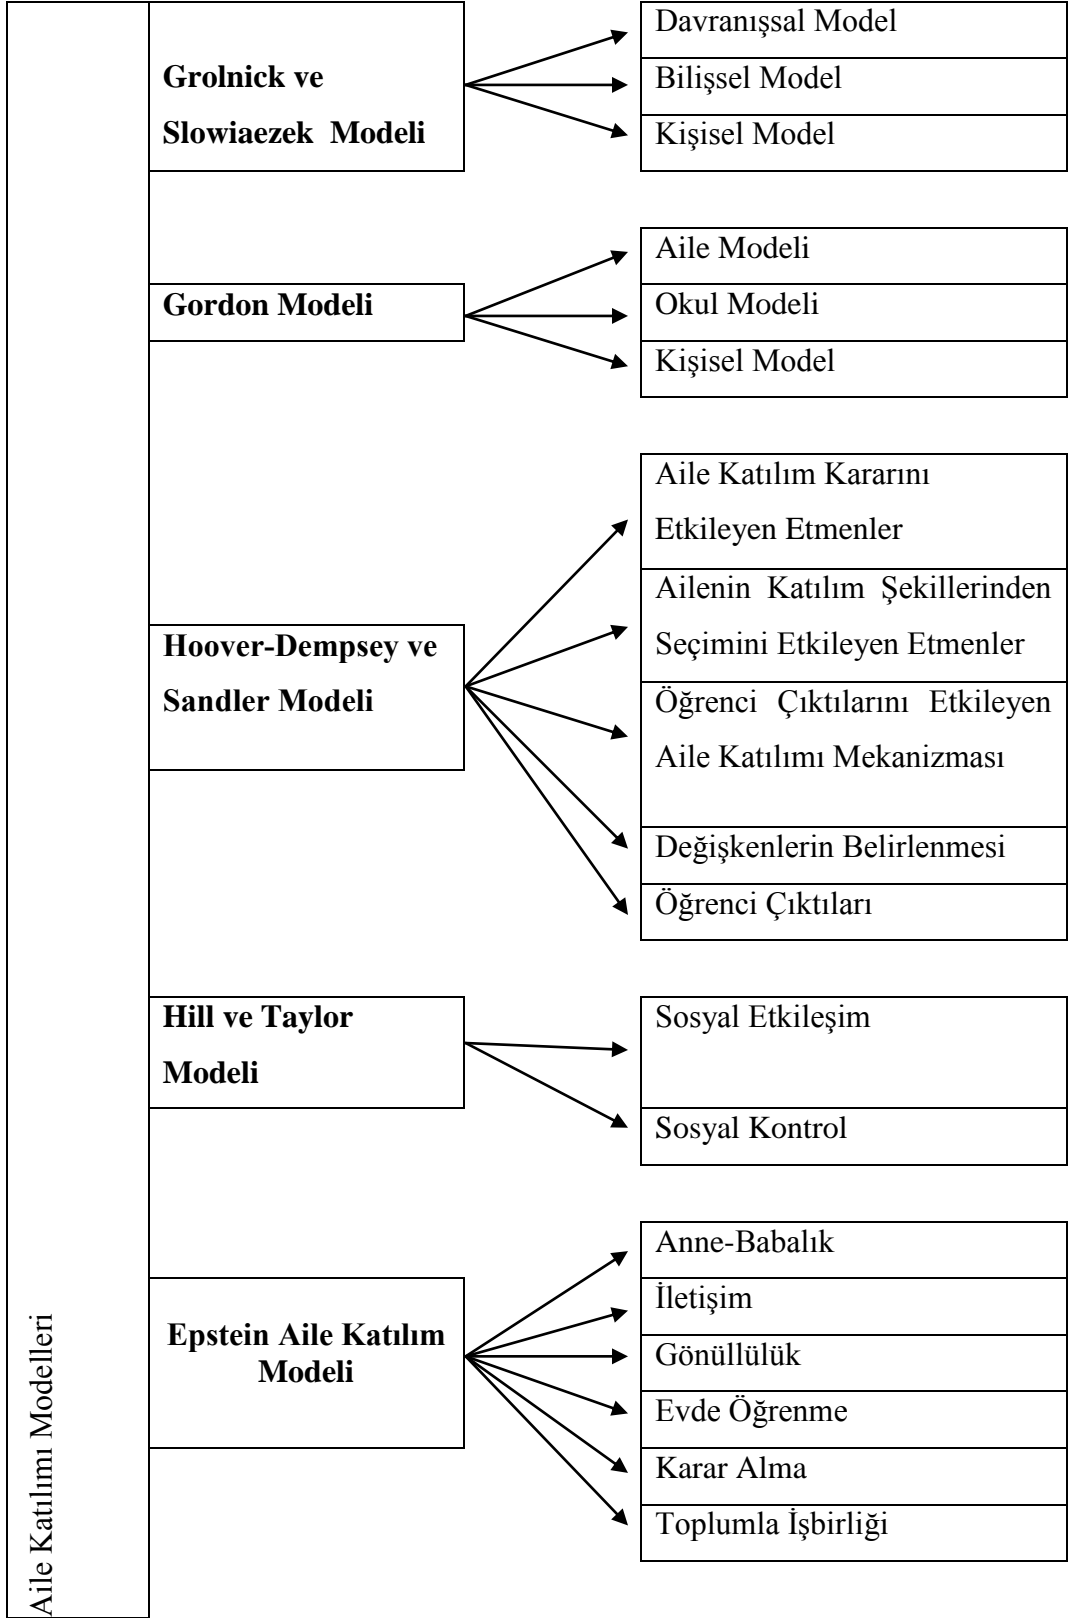 Aile Katılımı Modelleri
Grolnick ve
Slowiaezek Modeli
Davranışsal Model
Bilişsel Model
Kişisel Model
Gordon Modeli
Aile Modeli
Okul Modeli
Kişisel Model
Hoover-Dempsey ve
Sandler Modeli
Aile Katılım Kararını
Etkileyen Etmenler
Ailenin Katılım Şekillerinden
Seçimini Etkileyen Etmenler
Öğrenci Çıktılarını Etkileyen
Aile Katılımı Mekanizması
Değişkenlerin Belirlenmesi
Öğrenci Çıktıları
Hill ve Taylor
Modeli
Sosyal Etkileşim
Sosyal Kontrol
Epstein Aile Katılım
Modeli
Anne-Babalık
İletişim
Gönüllülük
Evde Öğrenme
Karar Alma
Toplumla İşbirliği